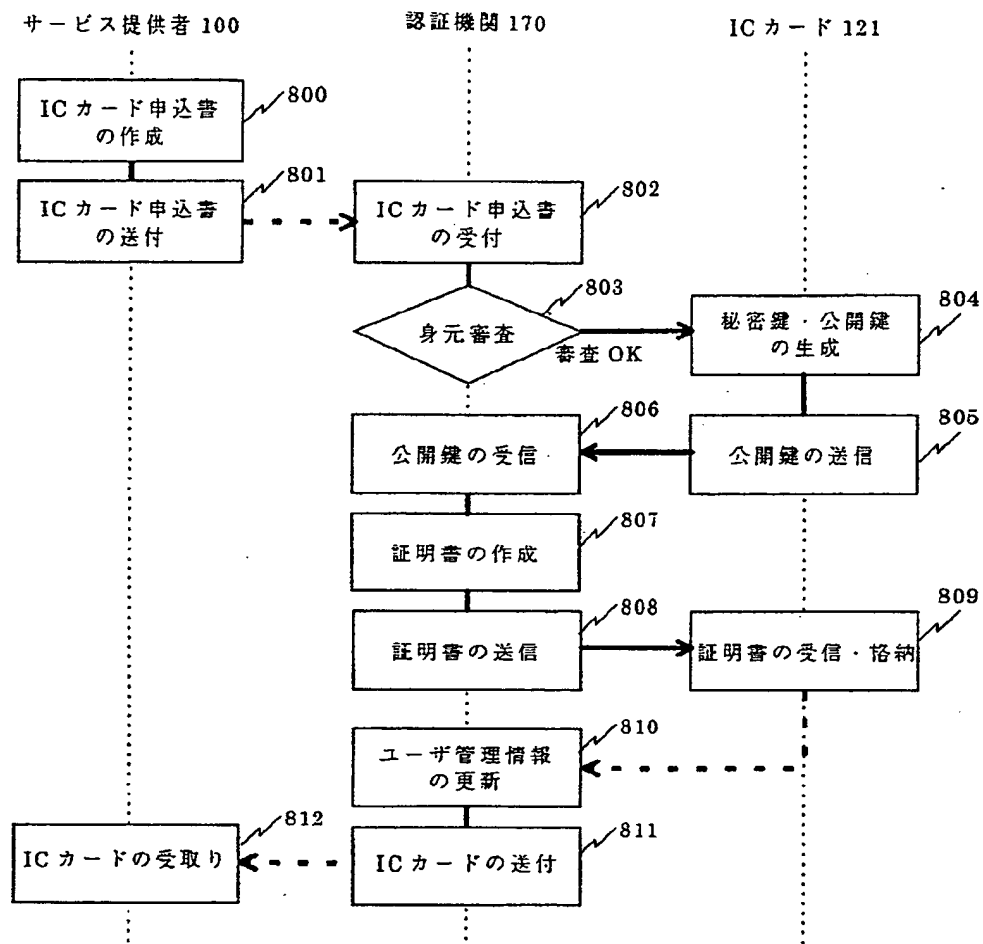 サービス提供者 100
認証機関 170
ICカード 121
ICカード申込書
の作成
800
ICカード申込書
の送付
801
ICカード申込書
の受付
802
身元審査
803
審査 OK
秘密鍵・公開鍵
の生成
804
公開鍵の送信
805
公開鍵の受信
806
証明書の作成
807
証明書の送信
808
証明書の受信・格納
809
ユーザ管理情報
の更新
810
ICカードの送付
811
ICカードの受取り
812